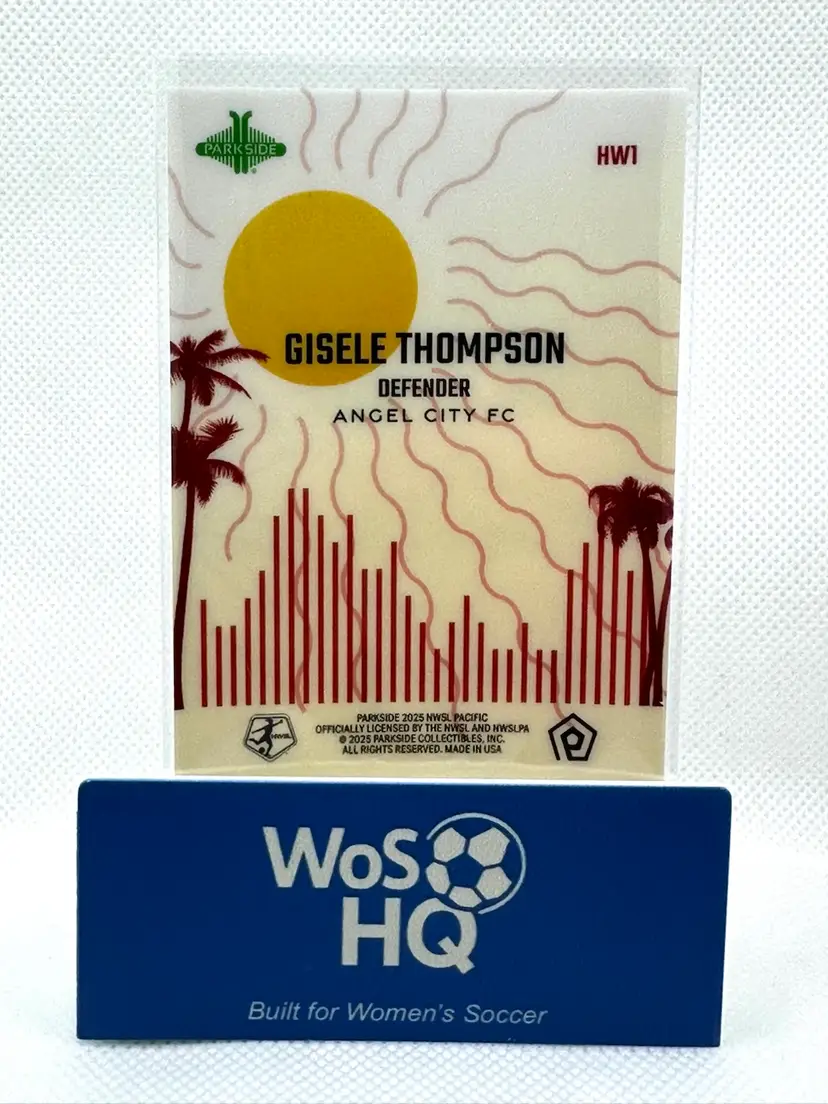 PARKSIDE
HW1
GISELE THOMPSON
DEFENDER
ANGEL CITY FC
NWSL
PARKSIDE 2025 NWSL PACIFIC
OFFICIALLY LICENSED BY THE NWSL AND NWSLPA
© 2025 PARKSIDE COLLECTIBLES, INC.
ALL RIGHTS RESERVED. MADE IN USA
WoS
HQ
Built for Women's Soccer